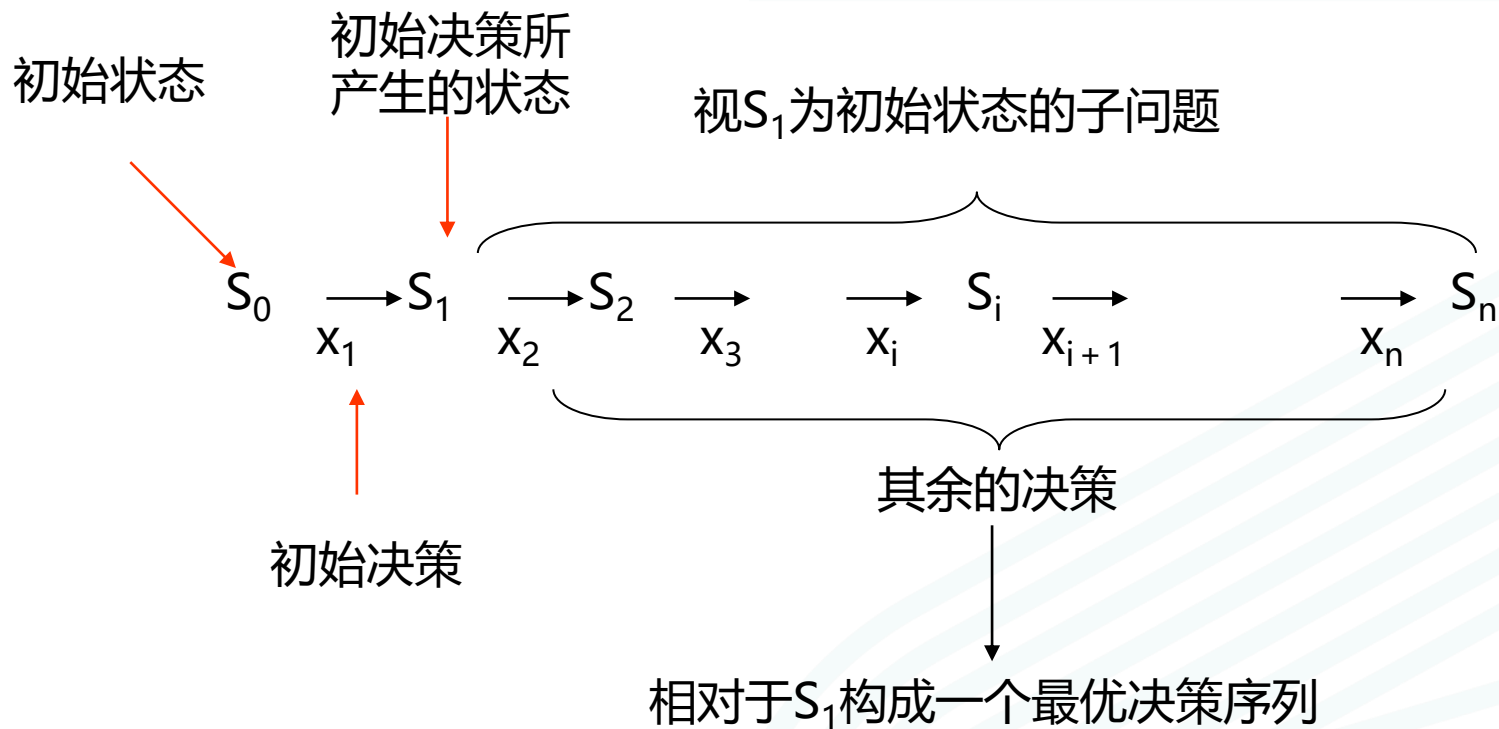 初始状态
初始决策所
产生的状态
视S₁为初始状态的子问题
S₀ S₁ S₂ Sᵢ Sₙ
x₁ x₂ x₃ xᵢ xᵢ₊₁ xₙ
其余的决策
初始决策
相对于S₁构成一个最优决策序列